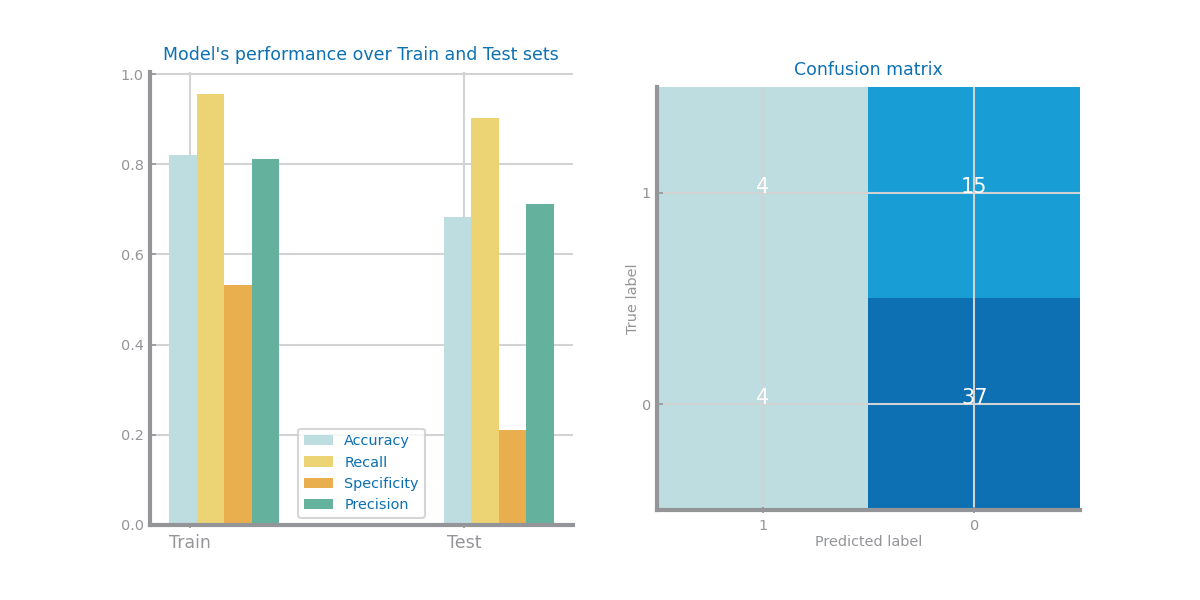 Model's performance over Train and Test sets
1.0
0.8
0.6
0.4
0.2
0.0
Train
Test
Accuracy
Recall
Specificity
Precision
Confusion matrix
True label
1
0
4
15
4
37
1
0
Predicted label